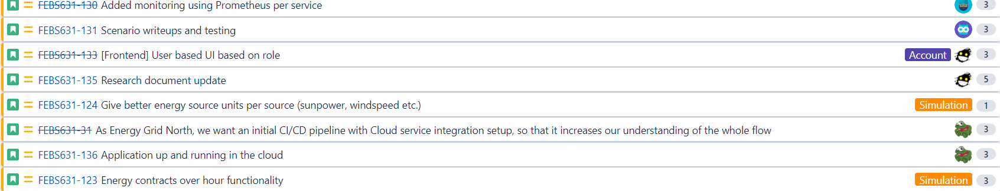 FEBS631-130 Added monitoring using Prometheus per service 3
FEBS631-131 Scenario writeups and testing 3
FEBS631-133 [Frontend] User based UI based on role Account 3
FEBS631-135 Research document update 5
FEBS631-124 Give better energy source units per source (sunpower, windspeed etc.) Simulation 1
FEBS631-31 As Energy Grid North, we want an initial CI/CD pipeline with Cloud service integration setup, so that it increases our understanding of the whole flow 3
FEBS631-136 Application up and running in the cloud 3
FEBS631-123 Energy contracts over hour functionality Simulation 3